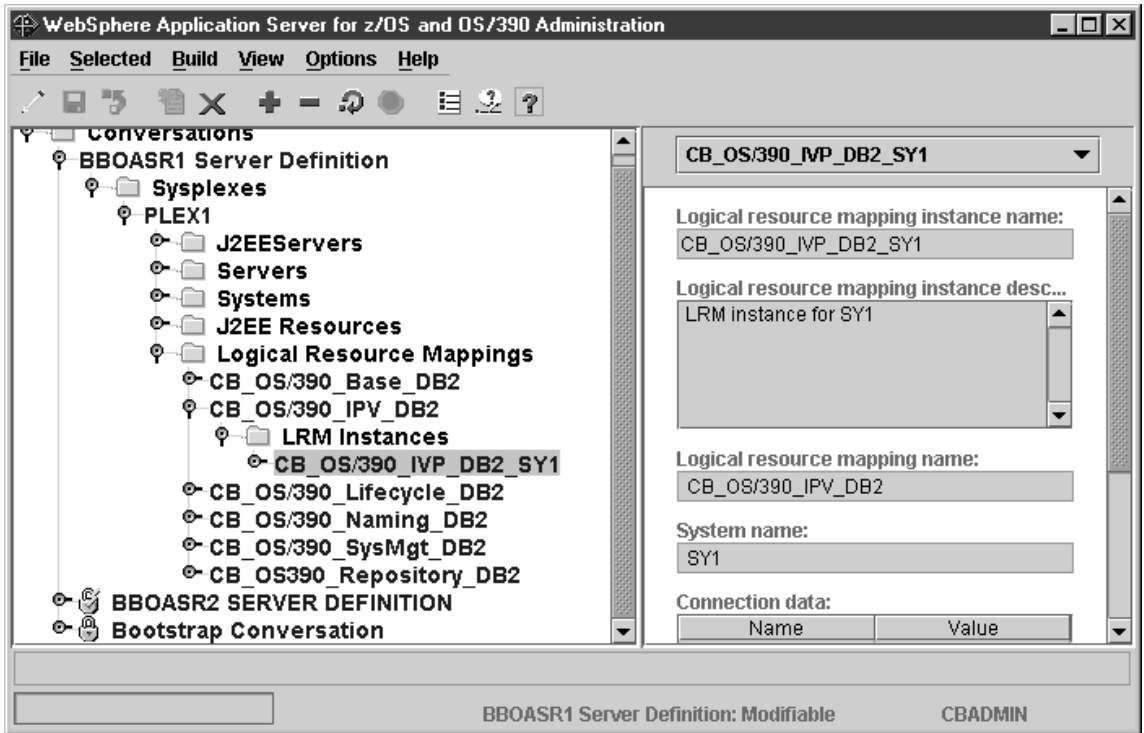 WebSphere Application Server for z/OS and OS/390 Administration
File Selected Build View Options Help
Conversations
BBOASR1 Server Definition
Sysplexes
PLEX1
J2EEServers
Servers
Systems
J2EE Resources
Logical Resource Mappings
CB_OS/390_Base_DB2
CB_OS/390_IPV_DB2
LRM Instances
CB_OS/390_IVP_DB2_SY1
CB_OS/390_Lifecycle_DB2
CB_OS/390_Naming_DB2
CB_OS/390_SysMgt_DB2
CB_OS390_Repository_DB2
BBOASR2 SERVER DEFINITION
Bootstrap Conversation
CB_OS/390_IVP_DB2_SY1
Logical resource mapping instance name:
CB_OS/390_IVP_DB2_SY1
Logical resource mapping instance desc...
LRM instance for SY1
Logical resource mapping name:
CB_OS/390_IPV_DB2
System name:
SY1
Connection data:
Name Value
BBOASR1 Server Definition: Modifiable CBADMIN